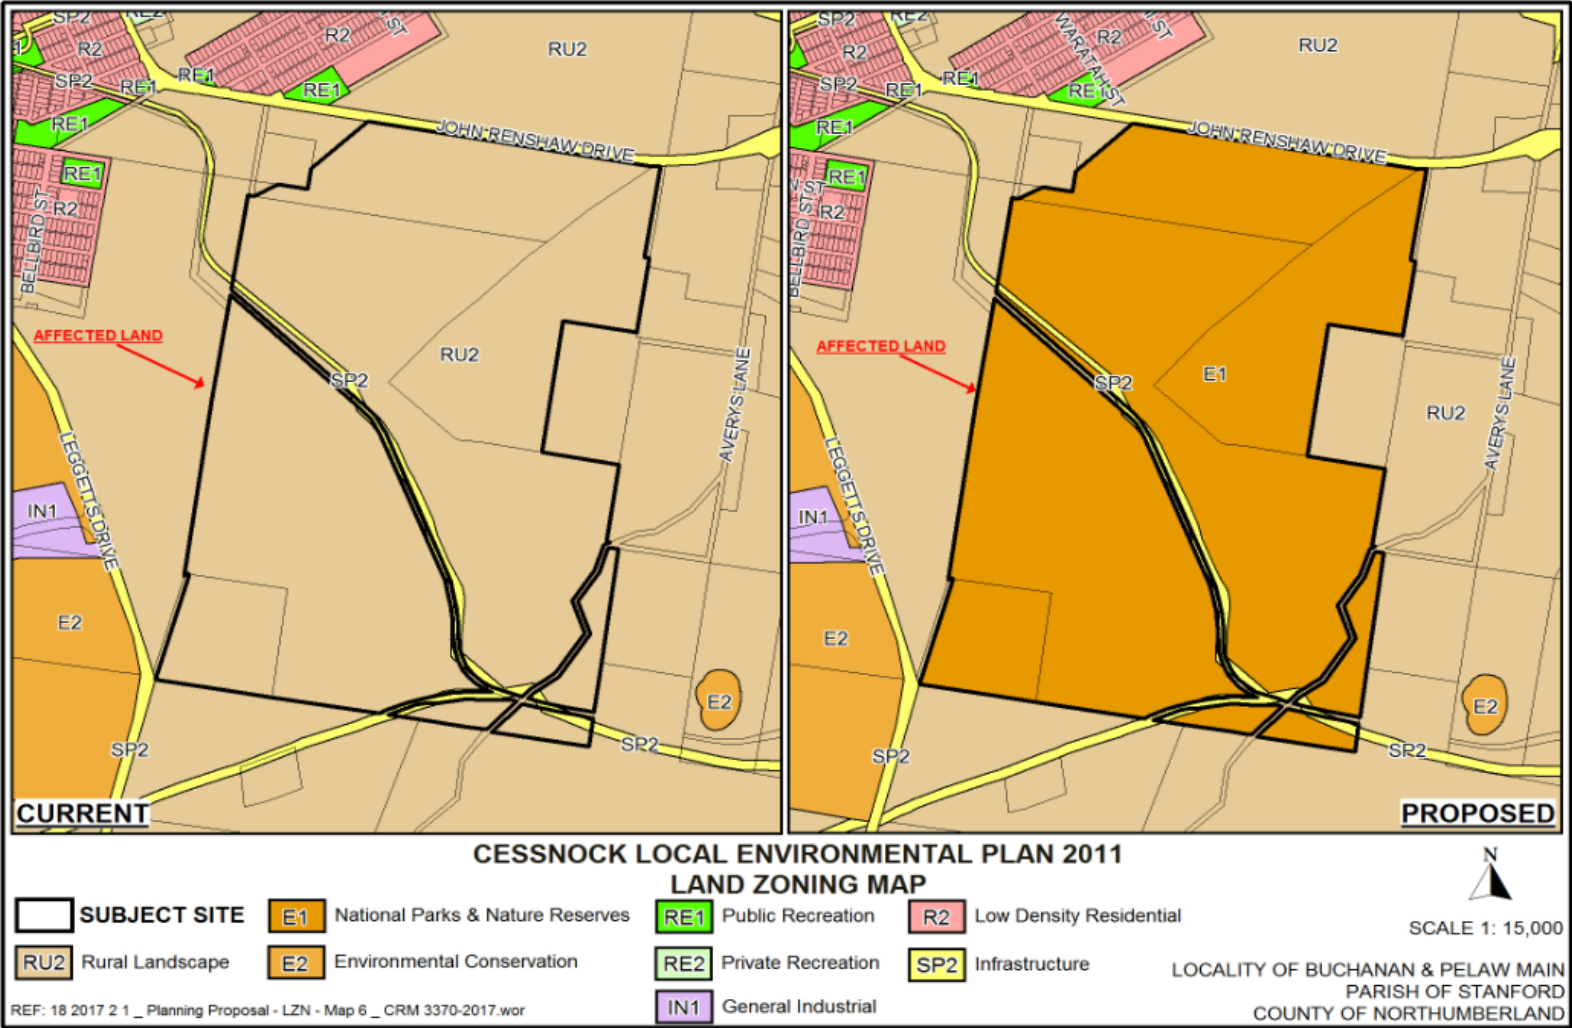 SP2
RE2
R2
ST
RU2
1
R2
SP2
RE1
RE1
RE1
RE1
JOHN RENSHAW DRIVE
RE1
R2
BELLBIRD ST
AFFECTED LAND
RU2
SP2
AVERYS LANE
LEGGETTS DRIVE
IN1
E2
E2
SP2
SP2
CURRENT
SP2
RE2
R2
ST
WARATAH ST
RU2
R2
SP2
RE1
RE1
RE1
RE1
JOHN RENSHAW DRIVE
RE1
N ST
R2
BELLBIRD ST
AFFECTED LAND
SP2
E1
RU2
AVERYS LANE
LEGGETTS DRIVE
IN1
E2
E2
SP2
SP2
PROPOSED
CESSNOCK LOCAL ENVIRONMENTAL PLAN 2011
LAND ZONING MAP
N
SUBJECT SITE
E1 National Parks & Nature Reserves
RE1 Public Recreation
R2 Low Density Residential
SCALE 1: 15,000
RU2 Rural Landscape
E2 Environmental Conservation
RE2 Private Recreation
SP2 Infrastructure
IN1 General Industrial
LOCALITY OF BUCHANAN & PELAW MAIN
PARISH OF STANFORD
COUNTY OF NORTHUMBERLAND
REF: 18 2017 2 1 _ Planning Proposal - LZN - Map 6 _ CRM 3370-2017.wor